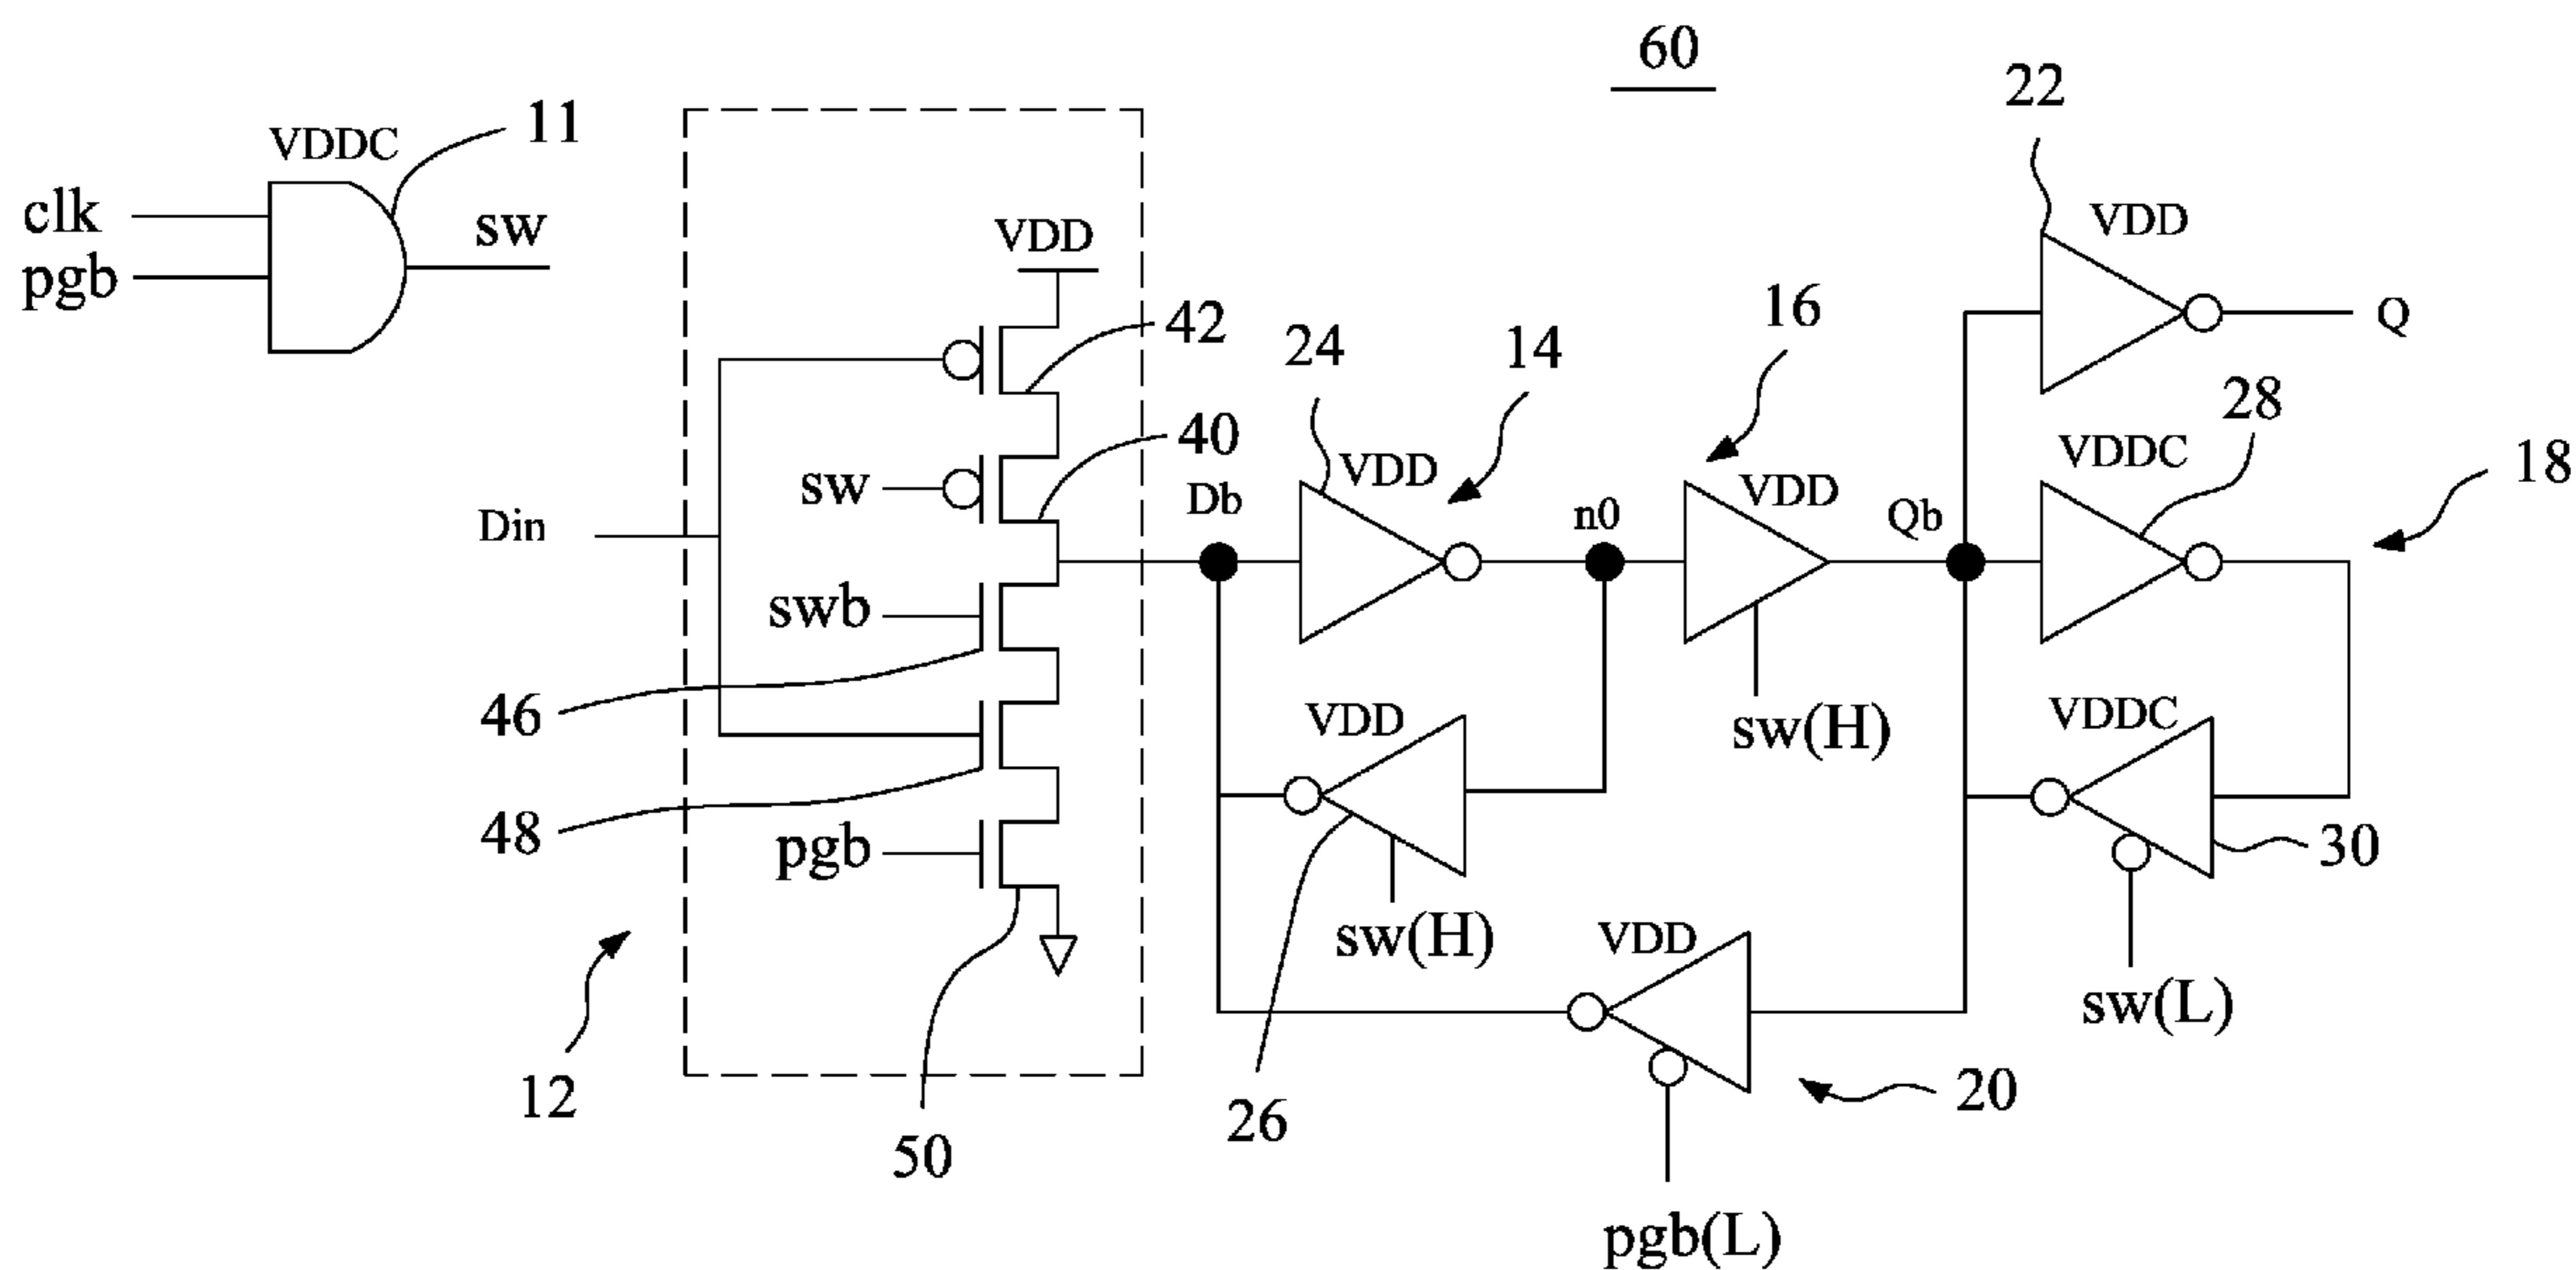 60
22
VDDC
11
clk
pgb
sw
VDD
VDD
Q
42
24
14
16
28
40
sw
Db
VDD
n0
VDD
Qb
VDDC
18
Din
swb
46
VDD
sw(H)
VDDC
48
pgb
30
26
sw(H)
VDD
sw(L)
12
50
20
pgb(L)